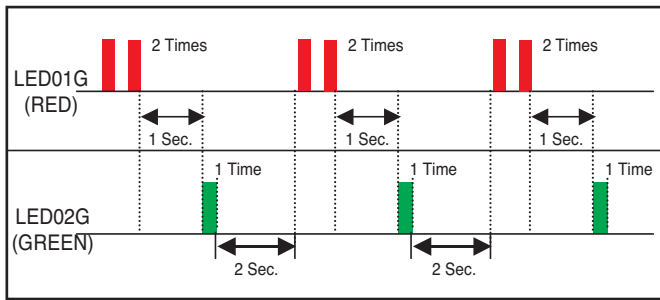 2 Times 2 Times 2 Times
LED01G
(RED)
1 Sec. 1 Sec. 1 Sec.
1 Time 1 Time 1 Time
LED02G
(GREEN)
2 Sec. 2 Sec.